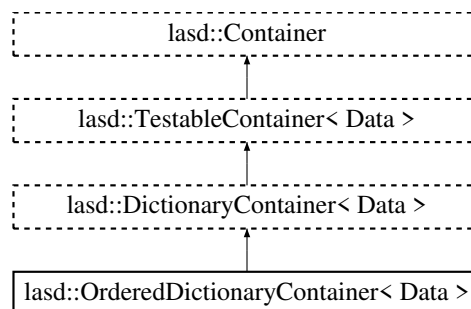 lasd::Container
lasd::TestableContainer< Data >
lasd::DictionaryContainer< Data >
lasd::OrderedDictionaryContainer< Data >